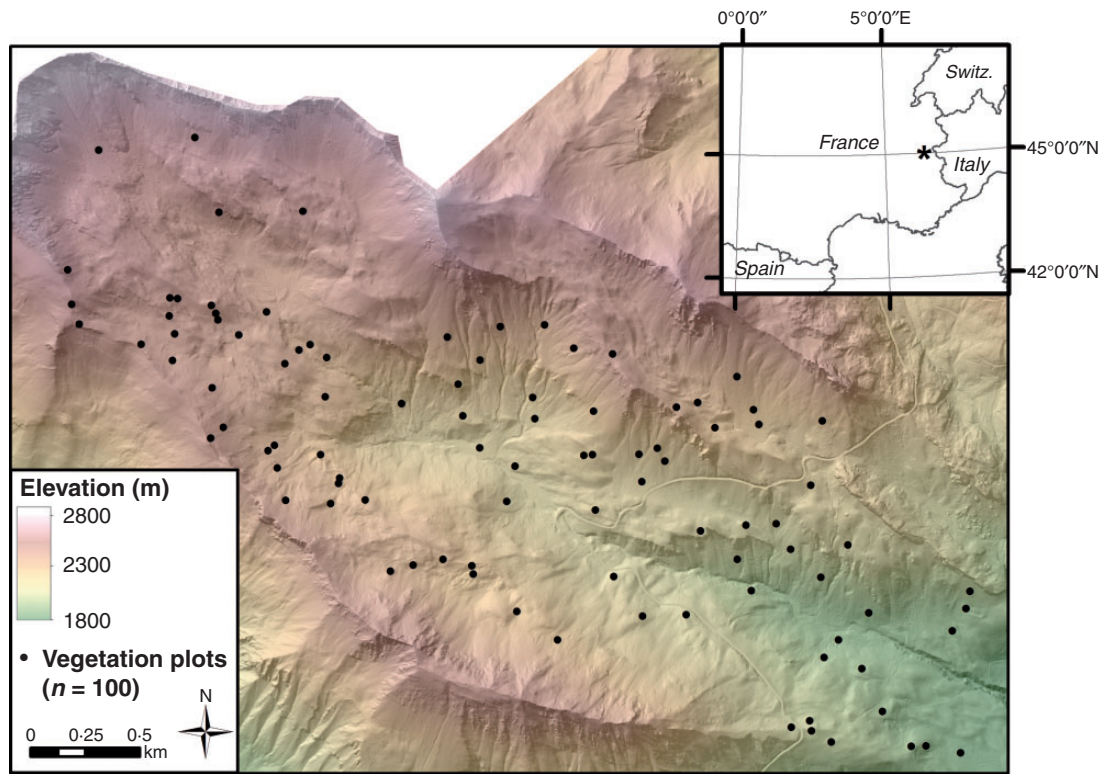 0°0′0″
5°0′0″E
Switz.
France
45°0′0″N
*
Italy
Spain
42°0′0″N
Elevation (m)
2800
2300
1800
• Vegetation plots
(n = 100)
N
0 0·25 0·5
km